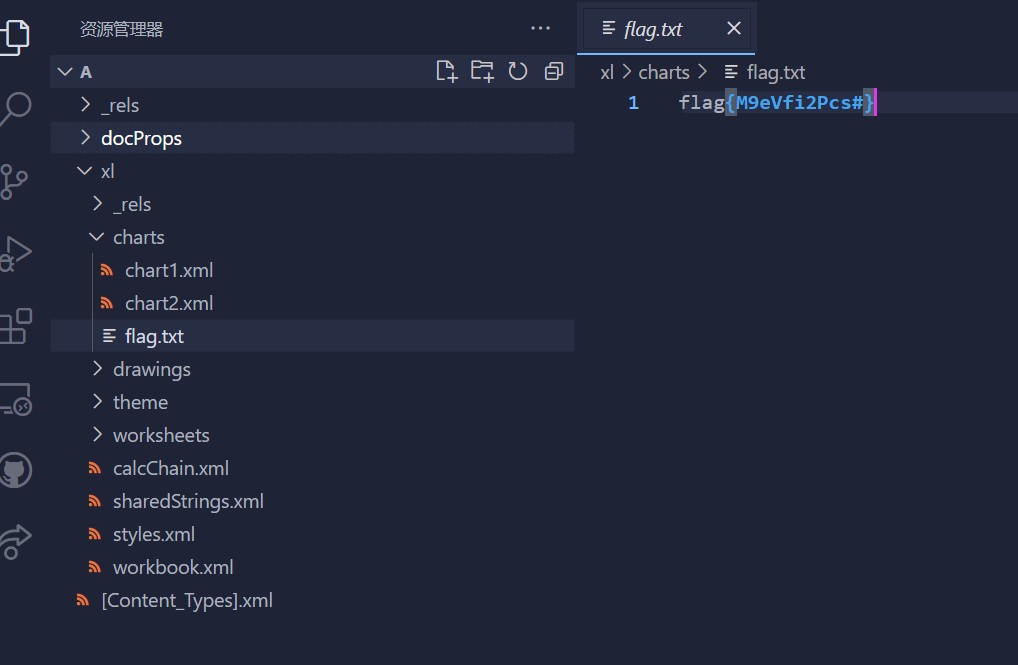 资源管理器
···
flag.txt
A
xl > charts > flag.txt
_rels
1 flag{M9eVfi2Pcs#}
docProps
xl
_rels
charts
chart1.xml
chart2.xml
flag.txt
drawings
theme
worksheets
calcChain.xml
sharedStrings.xml
styles.xml
workbook.xml
[Content_Types].xml